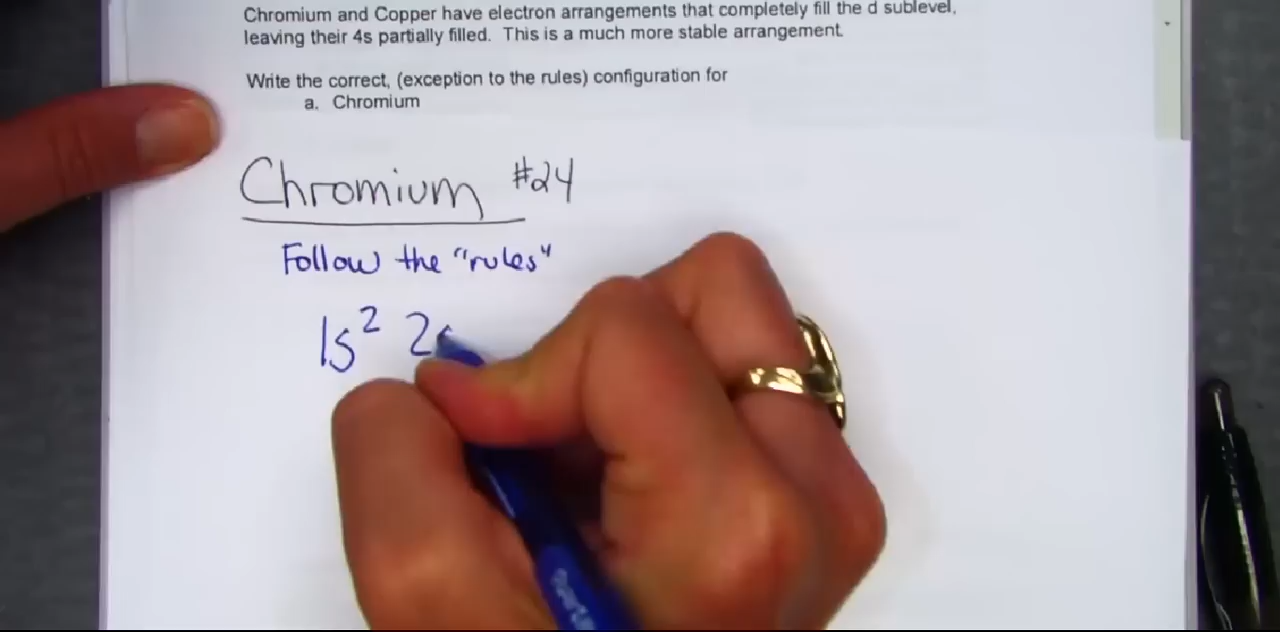 Chromium and Copper have electron arrangements that completely fill the d sublevel,
leaving their 4s partially filled. This is a much more stable arrangement.
Write the correct, (exception to the rules) configuration for
a. Chromium
Chromium #24
Follow the "rules"
1s² 2s